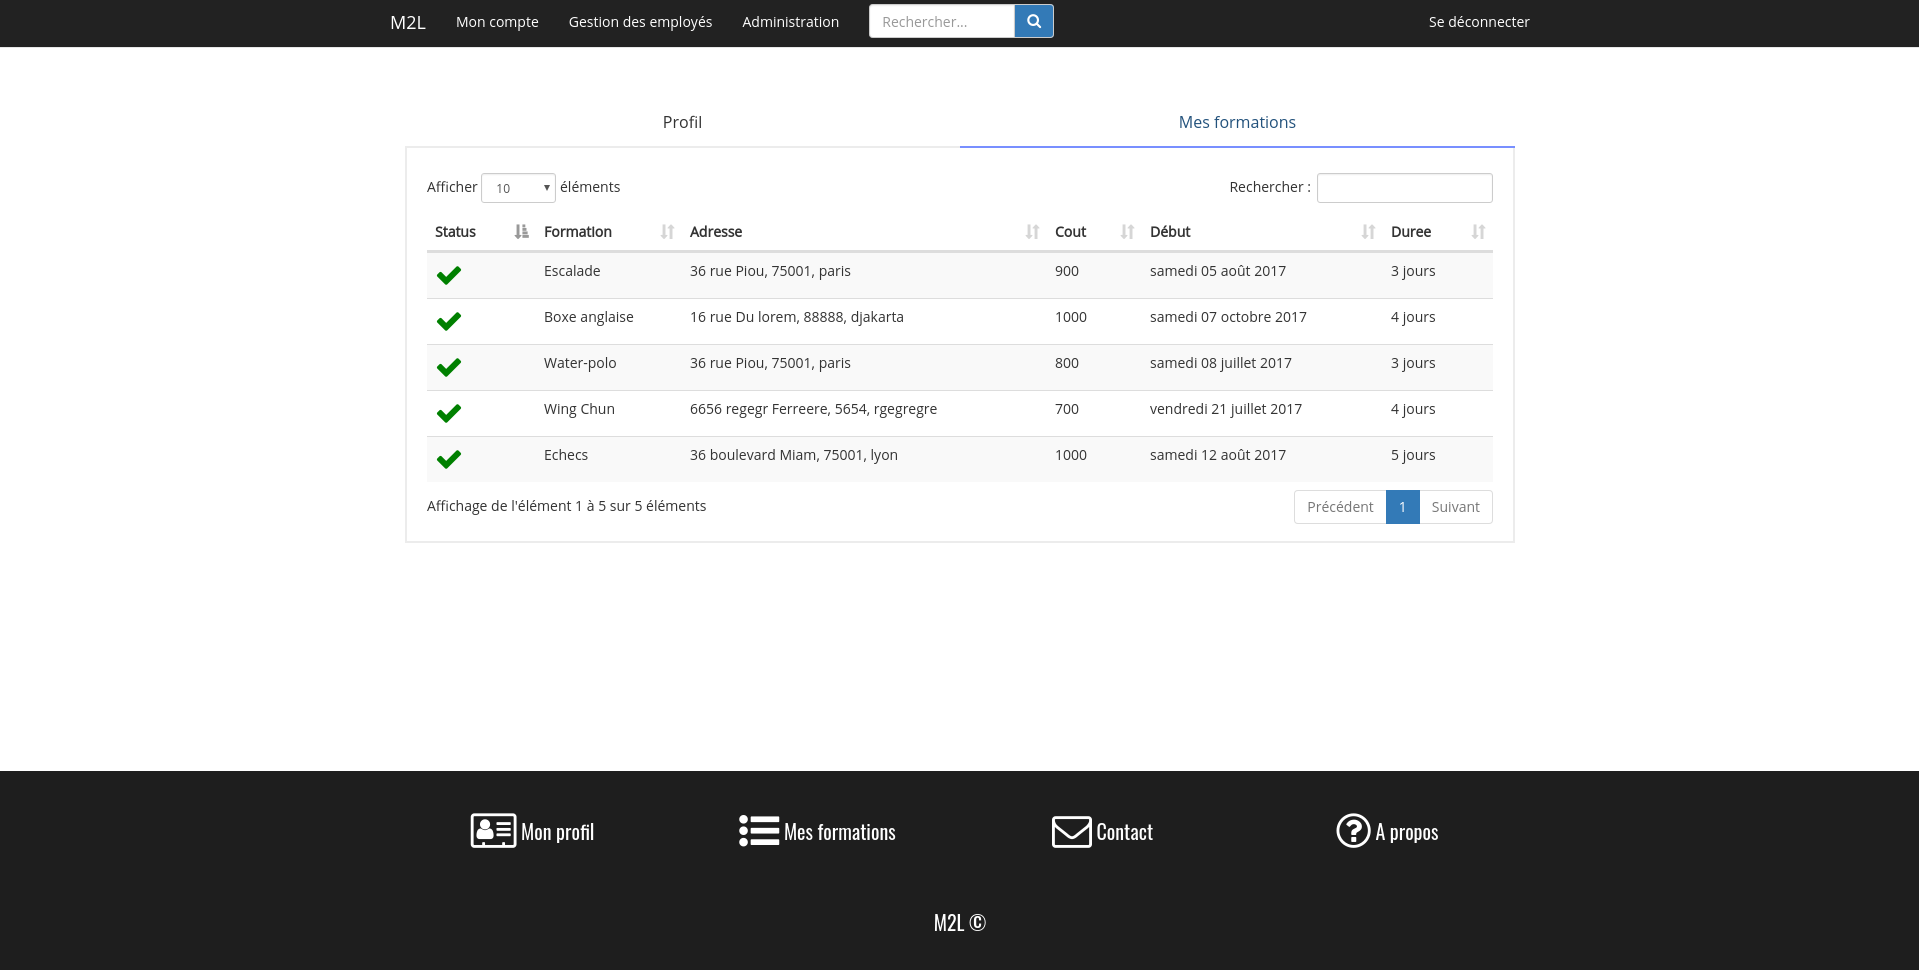 M2L Mon compte Gestion des employés Administration Rechercher... Se déconnecter
Profil Mes formations
Afficher 10 éléments Rechercher :
Status Formation Adresse Cout Début Duree
Escalade 36 rue Piou, 75001, paris 900 samedi 05 août 2017 3 jours
Boxe anglaise 16 rue Du lorem, 88888, djakarta 1000 samedi 07 octobre 2017 4 jours
Water-polo 36 rue Piou, 75001, paris 800 samedi 08 juillet 2017 3 jours
Wing Chun 6656 regegr Ferreere, 5654, rgegregre 700 vendredi 21 juillet 2017 4 jours
Echecs 36 boulevard Miam, 75001, lyon 1000 samedi 12 août 2017 5 jours
Affichage de l'élément 1 à 5 sur 5 éléments Précédent 1 Suivant
Mon profil Mes formations Contact A propos
M2L ©